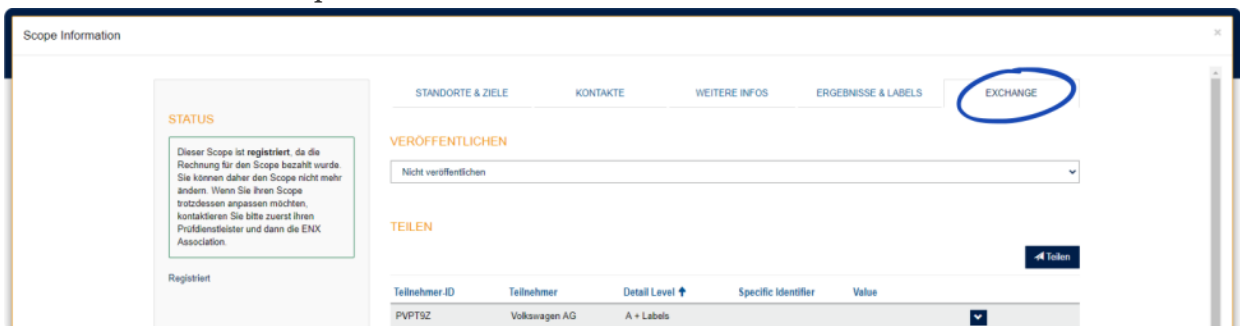 Scope Information
×
STANDORTE & ZIELE KONTAKTE WEITERE INFOS ERGEBNISSE & LABELS EXCHANGE
STATUS
Dieser Scope ist registriert, da die
Rechnung für den Scope bezahlt wurde.
Sie können daher den Scope nicht mehr
ändern. Wenn Sie ihren Scope
trotzdessen anpassen möchten,
kontaktieren Sie bitte zuerst ihren
Prüfdienstleister und dann die ENX
Association.
Registriert
VERÖFFENTLICHEN
Nicht veröffentlichen
TEILEN
Teilen
Teilnehmer-ID Teilnehmer Detail Level Specific Identifier Value
PVPT9Z Volkswagen AG A + Labels